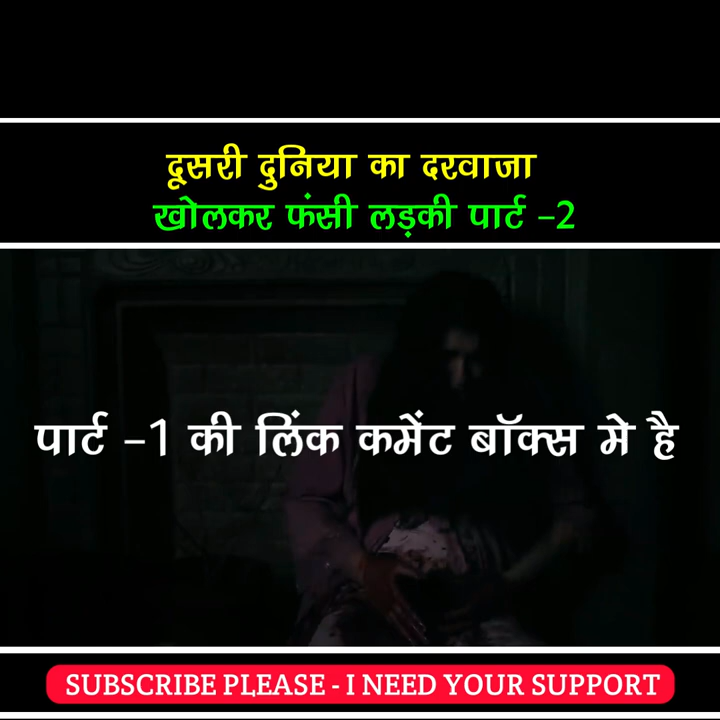 दूसरी दुनिया का दरवाजा
खोलकर फंसी लड़की पार्ट -2
पार्ट -1 की लिंक कमेंट बॉक्स मे है
SUBSCRIBE PLEASE - I NEED YOUR SUPPORT